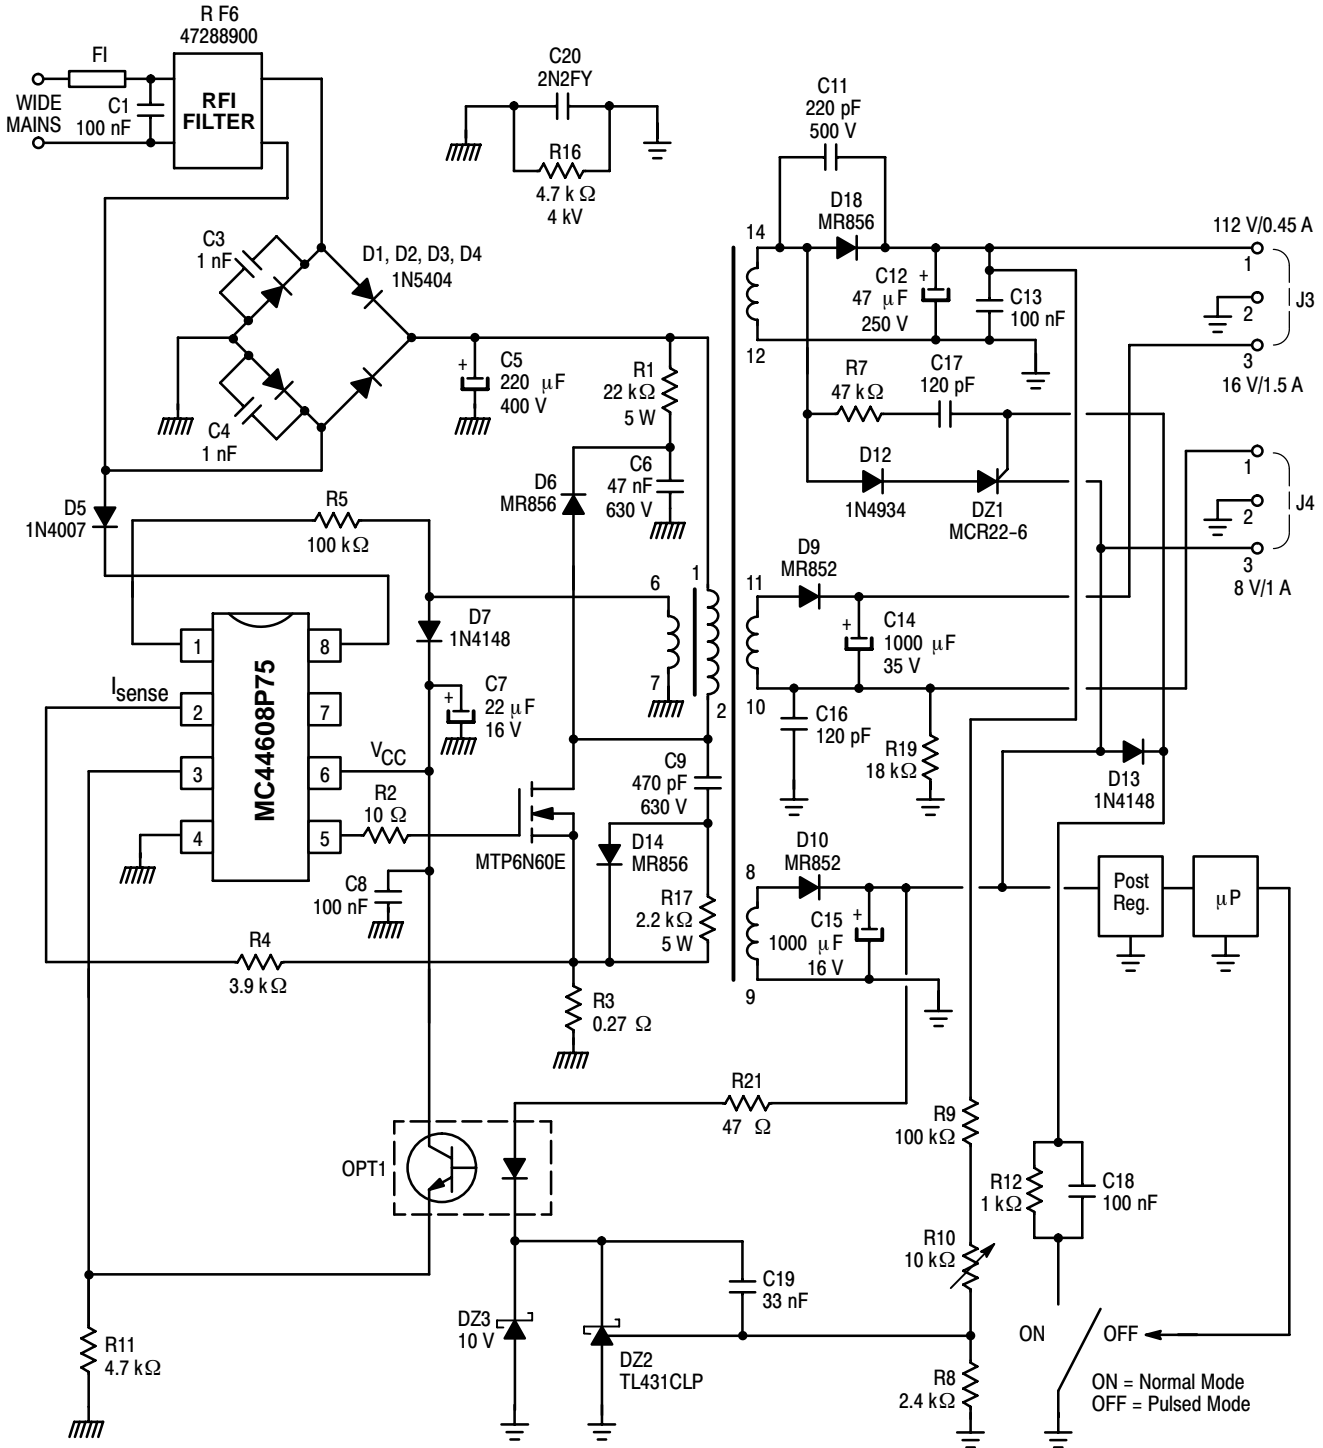 R F6
47288900
FI
WIDE
MAINS
C1
100 nF
RFI
FILTER
C20
2N2FY
R16
4.7 k Ω
4 kV
C11
220 pF
500 V
D18
MR856
14
12
C12
+
47 μF
250 V
C13
100 nF
112 V/0.45 A
1
2
3
J3
16 V/1.5 A
C3
1 nF
D1, D2, D3, D4
1N5404
C4
1 nF
+
C5
220 μF
400 V
R1
22 kΩ
5 W
R7
47 kΩ
C17
120 pF
D12
1N4934
DZ1
MCR22-6
1
2
3
J4
8 V/1 A
D5
1N4007
R5
100 kΩ
D6
MR856
C6
47 nF
630 V
D9
MR852
11
10
+
C14
1000 μF
35 V
6
7
1
2
D7
1N4148
+
C7
22 μF
16 V
MC44608P75
1
2
3
4
8
7
6
5
Isense
VCC
R2
10 Ω
C8
100 nF
MTP6N60E
C9
470 pF
630 V
D14
MR856
R17
2.2 kΩ
5 W
C16
120 pF
R19
18 kΩ
D13
1N4148
D10
MR852
8
9
C15
+
1000 μF
16 V
Post
Reg.
μP
R4
3.9 kΩ
R3
0.27 Ω
R21
47 Ω
OPT1
R9
100 kΩ
R12
1 kΩ
C18
100 nF
R10
10 kΩ
C19
33 nF
DZ3
10 V
DZ2
TL431CLP
R11
4.7 kΩ
R8
2.4 kΩ
ON
OFF
ON = Normal Mode
OFF = Pulsed Mode